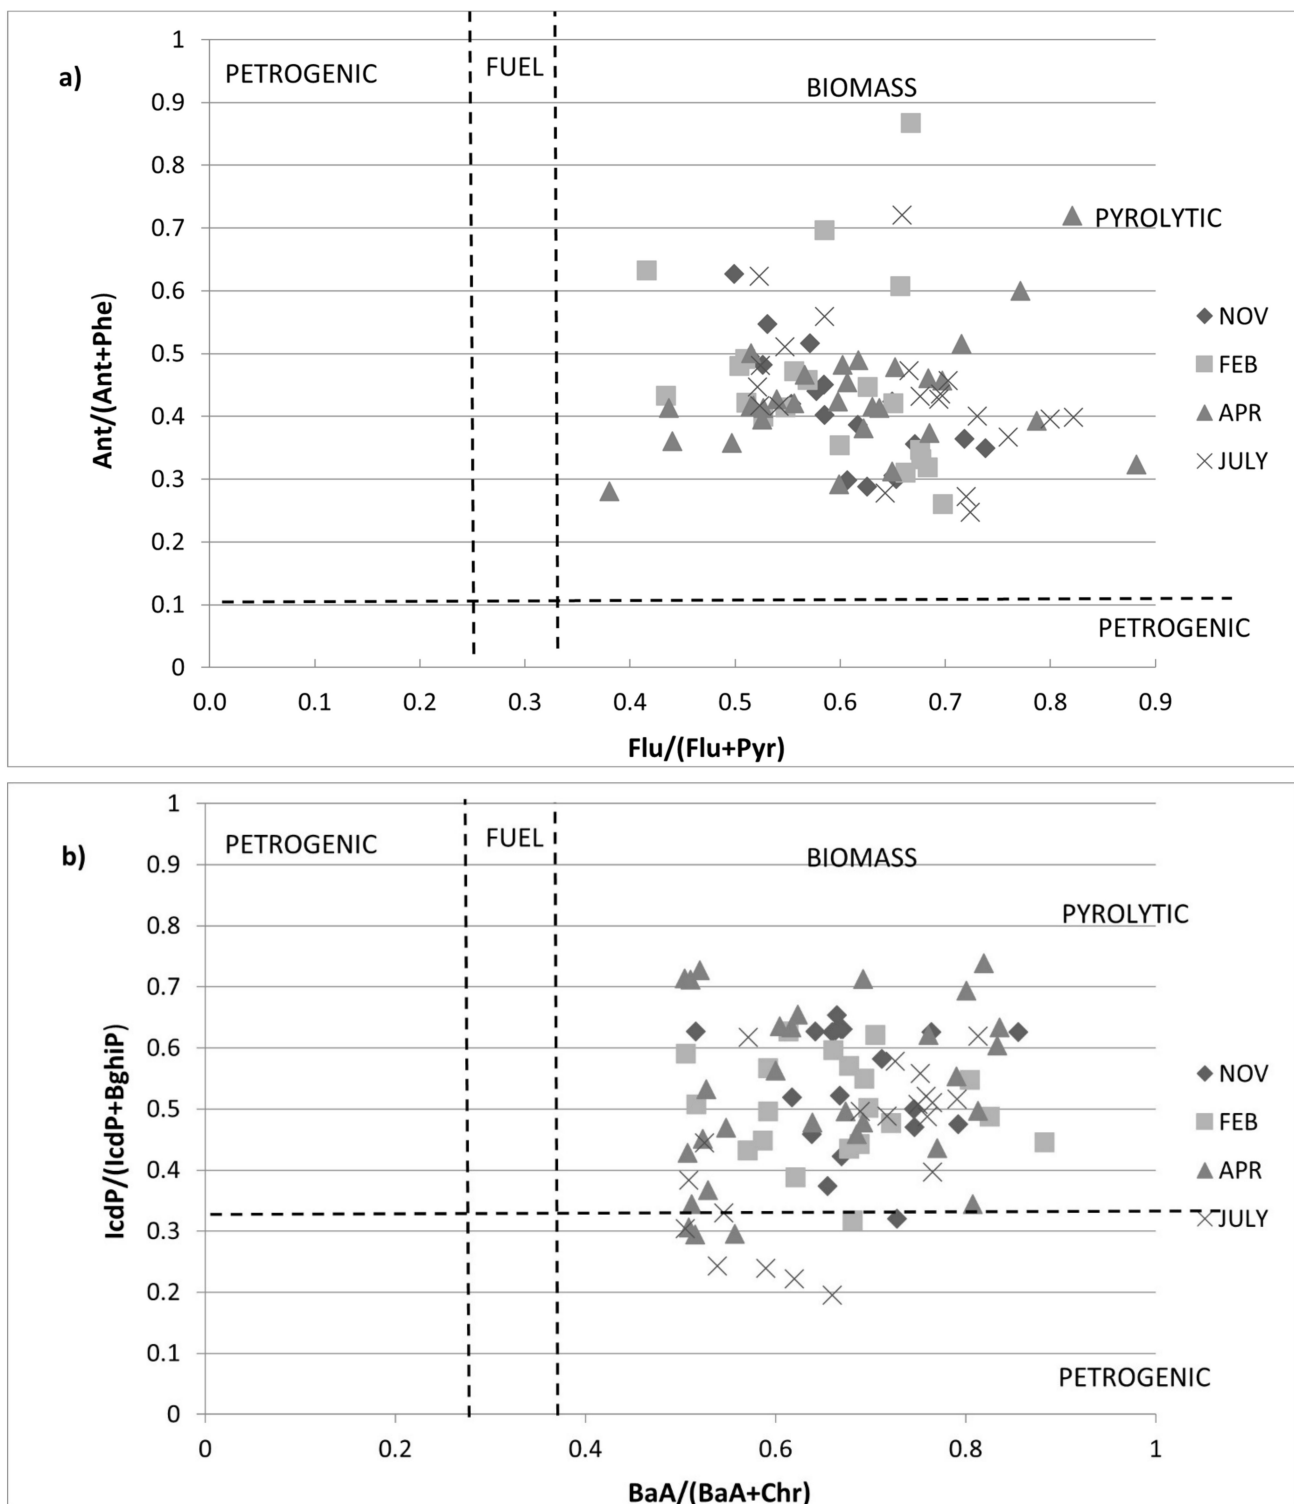 a)
PETROGENIC
FUEL
BIOMASS
PYROLYTIC
PETROGENIC
1
0.9
0.8
0.7
0.6
0.5
0.4
0.3
0.2
0.1
0
Ant/(Ant+Phe)
0.0 0.1 0.2 0.3 0.4 0.5 0.6 0.7 0.8 0.9
Flu/(Flu+Pyr)
NOV
FEB
APR
JULY
b)
PETROGENIC
FUEL
BIOMASS
PYROLYTIC
PETROGENIC
1
0.9
0.8
0.7
0.6
0.5
0.4
0.3
0.2
0.1
0
IcdP/(IcdP+BghiP)
0 0.2 0.4 0.6 0.8 1
BaA/(BaA+Chr)
NOV
FEB
APR
JULY